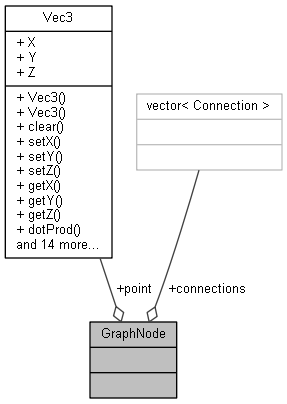 Vec3
+ X
+ Y
+ Z
+ Vec3()
+ Vec3()
+ clear()
+ setX()
+ setY()
+ setZ()
+ getX()
+ getY()
+ getZ()
+ dotProd()
and 14 more...
vector< Connection >
+point
+connections
GraphNode